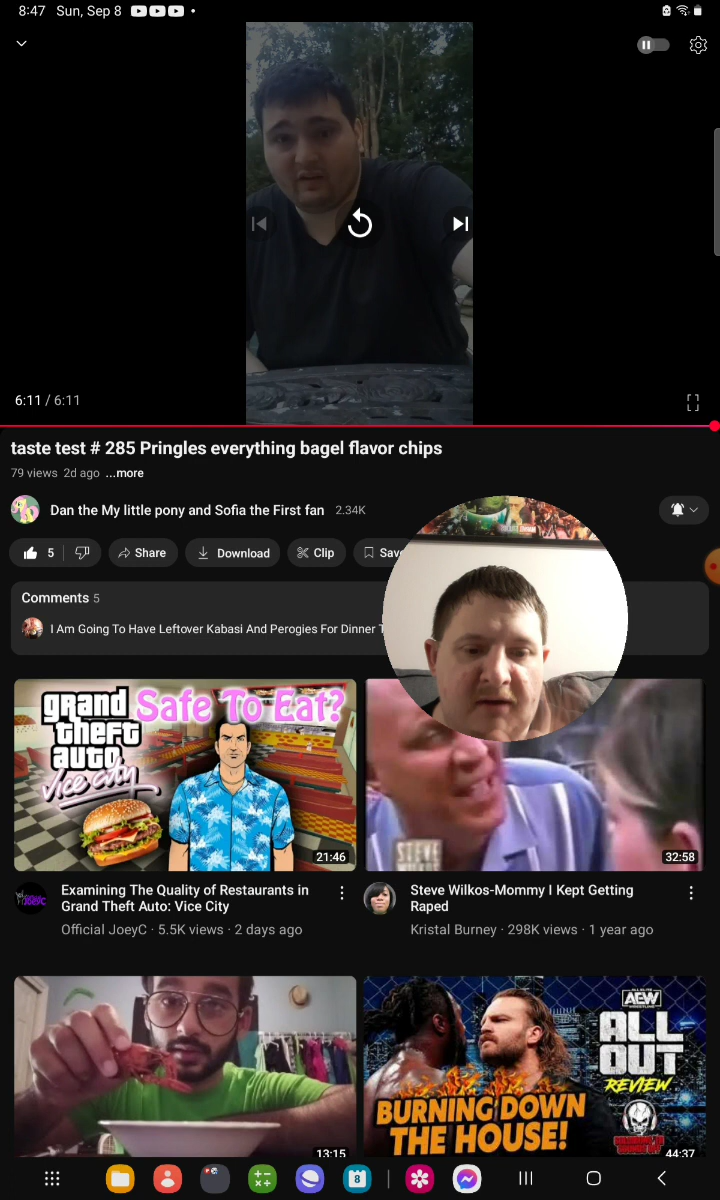 8:47 Sun, Sep 8
6:11 / 6:11
taste test # 285 Pringles everything bagel flavor chips
79 views 2d ago ...more
Dan the My little pony and Sofia the First fan 2.34K
5 Share Download Clip Save
Comments 5
I Am Going To Have Leftover Kabasi And Perogies For Dinner T
grand theft auto
vice city
Safe To Eat?
21:46
STEVE
32:58
Examining The Quality of Restaurants in
Grand Theft Auto: Vice City
Official JoeyC · 5.5K views · 2 days ago
Steve Wilkos-Mommy I Kept Getting
Raped
Kristal Burney · 298K views · 1 year ago
13:15
AEW
ALL
OUT
REVIEW
BURNING DOWN
THE HOUSE!
44:37
8